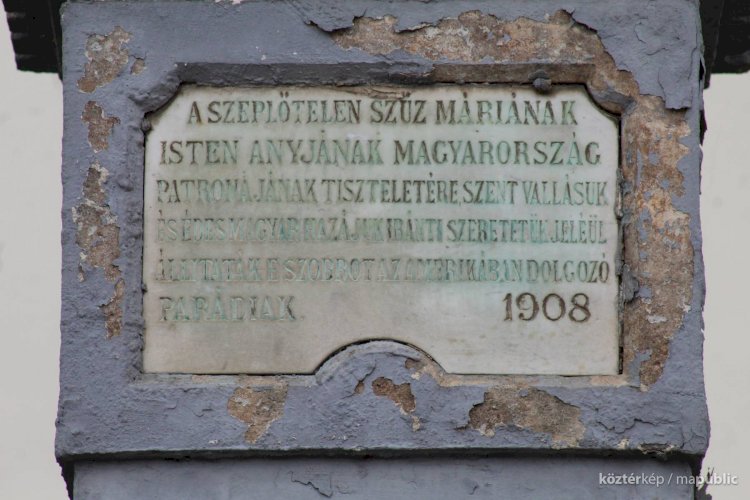 A SZEPLŐTELEN SZŰZ MÁRIÁNAK
ISTEN ANYJÁNAK MAGYARORSZÁG
PATRONÁJÁNAK TISZTELETÉRE, SZENT VALLÁSUK
ÉS ÉDES MAGYAR HAZÁJUK IRÁNTI SZERETETÜK JELÉÜL
ÁLLÍTATTÁK E SZOBROT AZ AMERIKÁBAN DOLGOZÓ
PARÁDIAK. 1908
köztérkép / mapublic